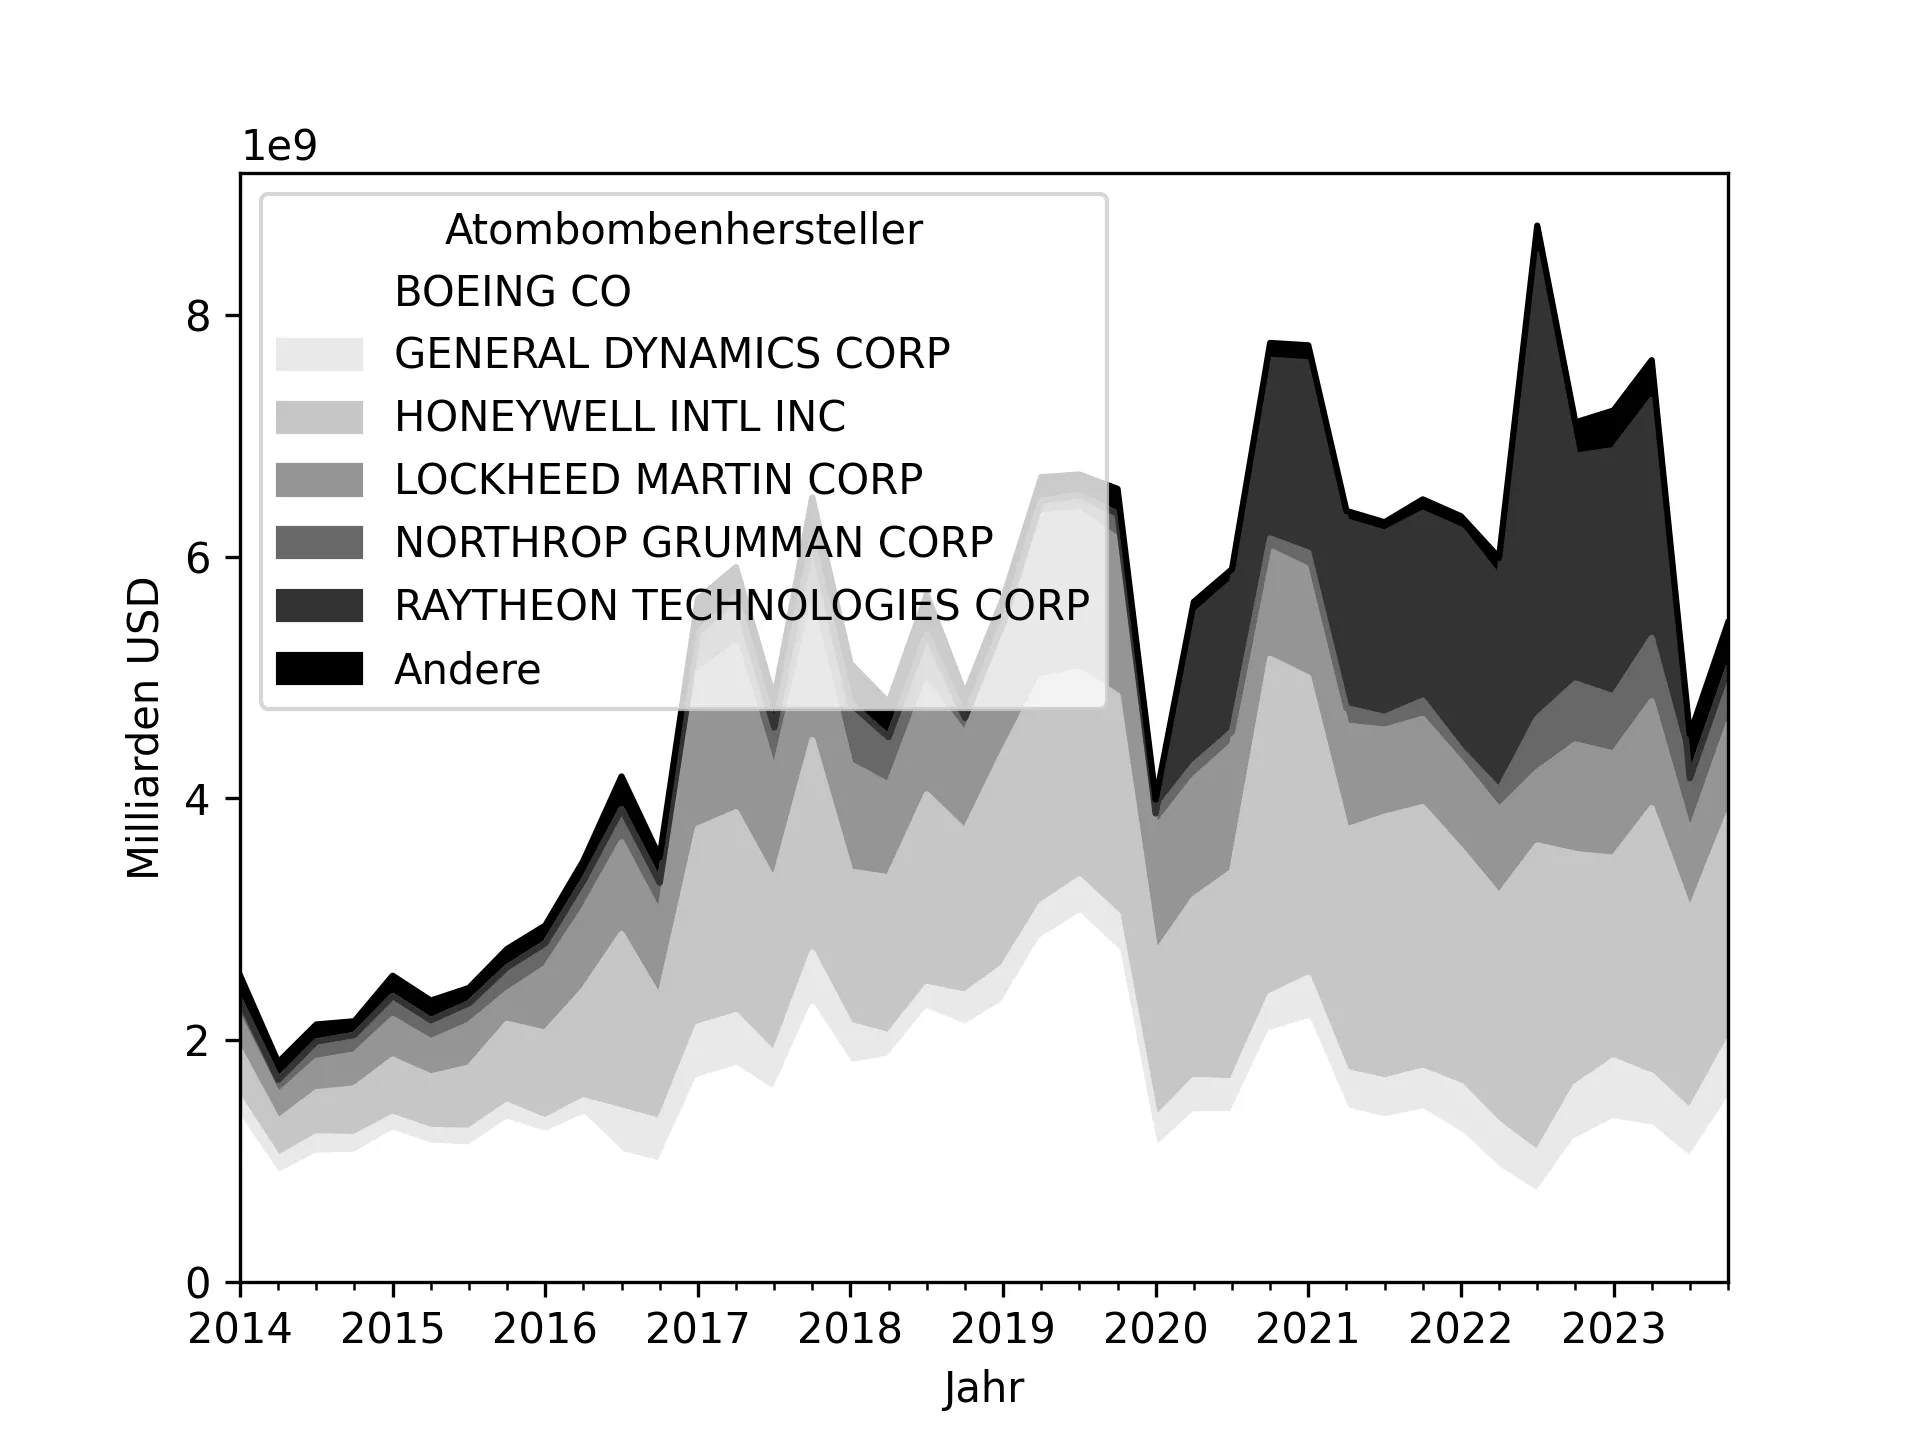 1e9
Atombombenhersteller
BOEING CO
GENERAL DYNAMICS CORP
HONEYWELL INTL INC
LOCKHEED MARTIN CORP
NORTHROP GRUMMAN CORP
RAYTHEON TECHNOLOGIES CORP
Andere
8
6
4
2
0
Milliarden USD
2014 2015 2016 2017 2018 2019 2020 2021 2022 2023
Jahr